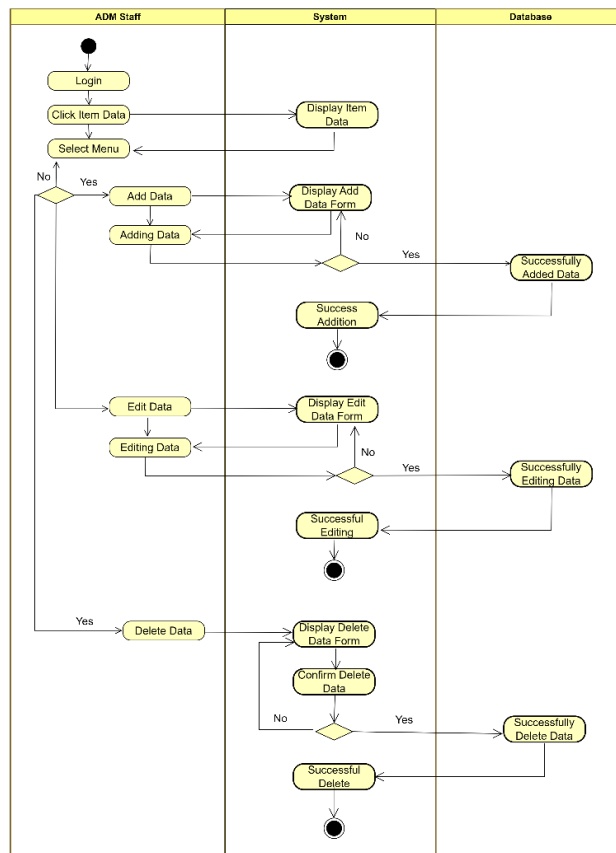 ADM Staff
System
Database
Login
Click Item Data
Display Item
Data
Select Menu
No
Yes
Add Data
Display Add
Data Form
Adding Data
No
Yes
Successfully
Added Data
Success
Addition
Edit Data
Display Edit
Data Form
Editing Data
No
Yes
Successfully
Editing Data
Successful
Editing
Yes
Delete Data
Display Delete
Data Form
Confirm Delete
Data
No
Yes
Successfully
Delete Data
Successful
Delete